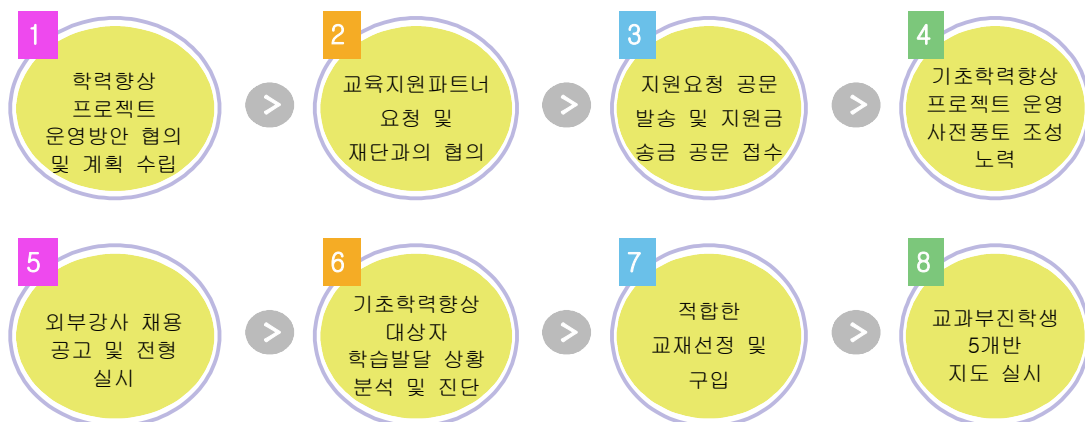 1
학력향상
프로젝트
운영방안 협의
및 계획 수립
2
교육지원파트너
요청 및
재단과의 협의
3
지원요청 공문
발송 및 지원금
송금 공문 접수
4
기초학력향상
프로젝트 운영
사전풍토 조성
노력
5
외부강사 채용
공고 및 전형
실시
6
기초학력향상
대상자
학습발달 상황
분석 및 진단
7
적합한
교재선정 및
구입
8
교과부진학생
5개반
지도 실시